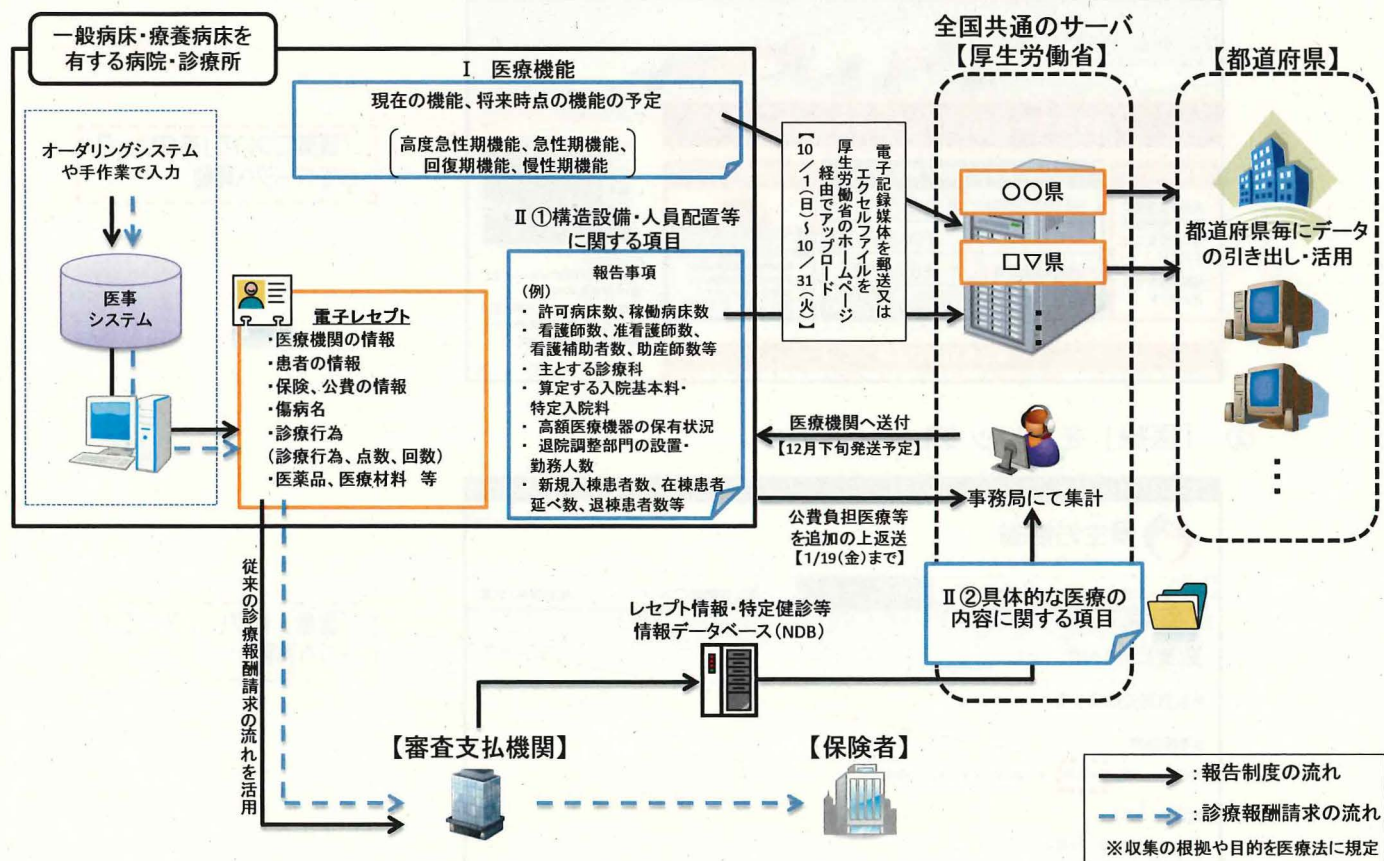 一般病床・療養病床を
有する病院・診療所
オーダリングシステム
や手作業で入力
医事
システム
電子レセプト
・医療機関の情報
・患者の情報
・保険、公費の情報
・傷病名
・診療行為
(診療行為、点数、回数)
・医薬品、医療材料 等
Ⅰ 医療機能
現在の機能、将来時点の機能の予定
高度急性期機能、急性期機能、
回復期機能、慢性期機能
Ⅱ①構造設備・人員配置等
に関する項目
報告事項
(例)
・ 許可病床数、稼働病床数
・ 看護師数、准看護師数、
看護補助者数、助産師数等
・ 主とする診療科
・ 算定する入院基本料・
特定入院料
・ 高額医療機器の保有状況
・ 退院調整部門の設置・
勤務人数
・ 新規入棟患者数、在棟患者
延べ数、退棟患者数等
電子記録媒体を郵送又は
エクセルファイルを
厚生労働省のホームページ
経由でアップロード
【10/1(日)~10/31(火)】
全国共通のサーバ
【厚生労働省】
○○県
□▽県
【都道府県】
都道府県毎にデータ
の引き出し・活用
医療機関へ送付
【12月下旬発送予定】
事務局にて集計
公費負担医療等
を追加の上返送
【1/19(金)まで】
Ⅱ②具体的な医療の
内容に関する項目
レセプト情報・特定健診等
情報データベース(NDB)
従来の診療報酬請求の流れを活用
【審査支払機関】
【保険者】
:報告制度の流れ
:診療報酬請求の流れ
※収集の根拠や目的を医療法に規定